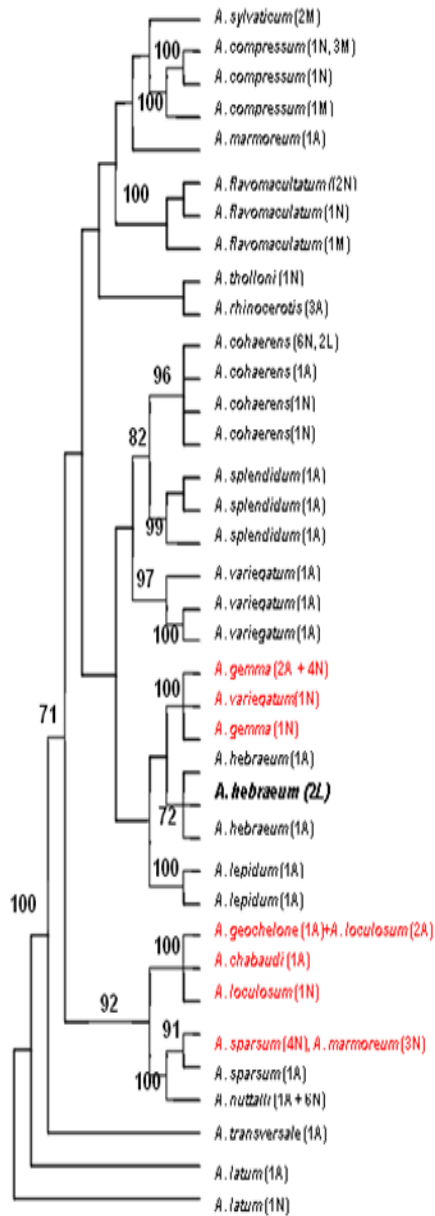 A. sylvaticum (2M)
100 A. compressum (1N, 3M)
A. compressum (1N)
100 A. compressum (1M)
A. marmoreum (1A)
100 A. flavomacultatum ((2N)
A. flavomaculatum (1N)
A. flavomaculatum (1M)
A. tholloni (1N)
A. rhinocerotis (3A)
A. cohaerens (6N, 2L)
96 A. cohaerens (1A)
A. cohaerens(1N)
82 A. cohaerens(1N)
A. splendidum (1A)
A. splendidum (1A)
99 A. splendidum (1A)
97 A. variegatum (1A)
A. variegatum (1A)
100 A. variegatum (1A)
A. gemma (2A + 4N)
100 A. variegatum(1N)
71 A. gemma (1N)
A. hebraeum (1A)
A. hebraeum (2L)
72 A. hebraeum (1A)
100 A. lepidum (1A)
100 A. lepidum (1A)
A. geochelone (1A)+A. loculosum (2A)
100 A. chabaudi (1A)
92 A. loculosum (1N)
91 A. sparsum (4N), A. marmoreum (3N)
100 A. sparsum (1A)
A. nuttalli (1A + 6N)
A. transversale (1A)
A. latum (1A)
A. latum (1N)